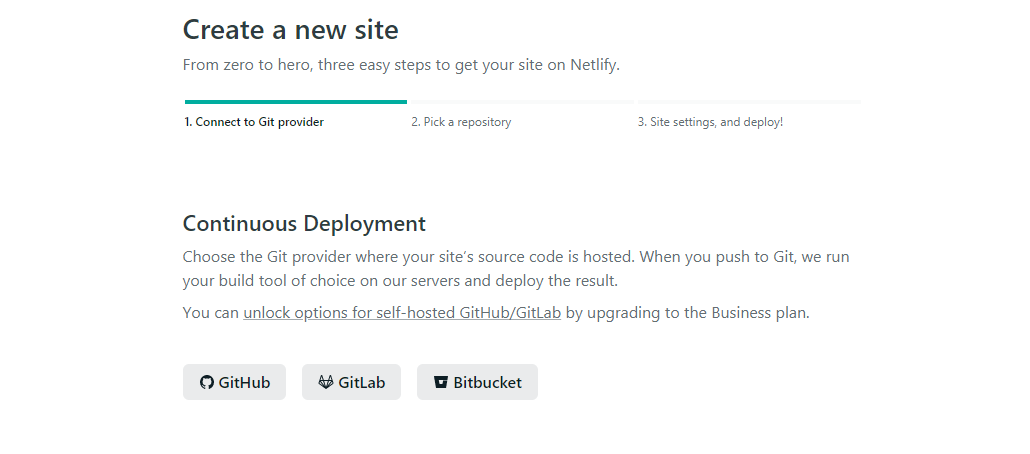 Create a new site
From zero to hero, three easy steps to get your site on Netlify.
1. Connect to Git provider
2. Pick a repository
3. Site settings, and deploy!
Continuous Deployment
Choose the Git provider where your site’s source code is hosted. When you push to Git, we run
your build tool of choice on our servers and deploy the result.
You can unlock options for self-hosted GitHub/GitLab by upgrading to the Business plan.
GitHub
GitLab
Bitbucket